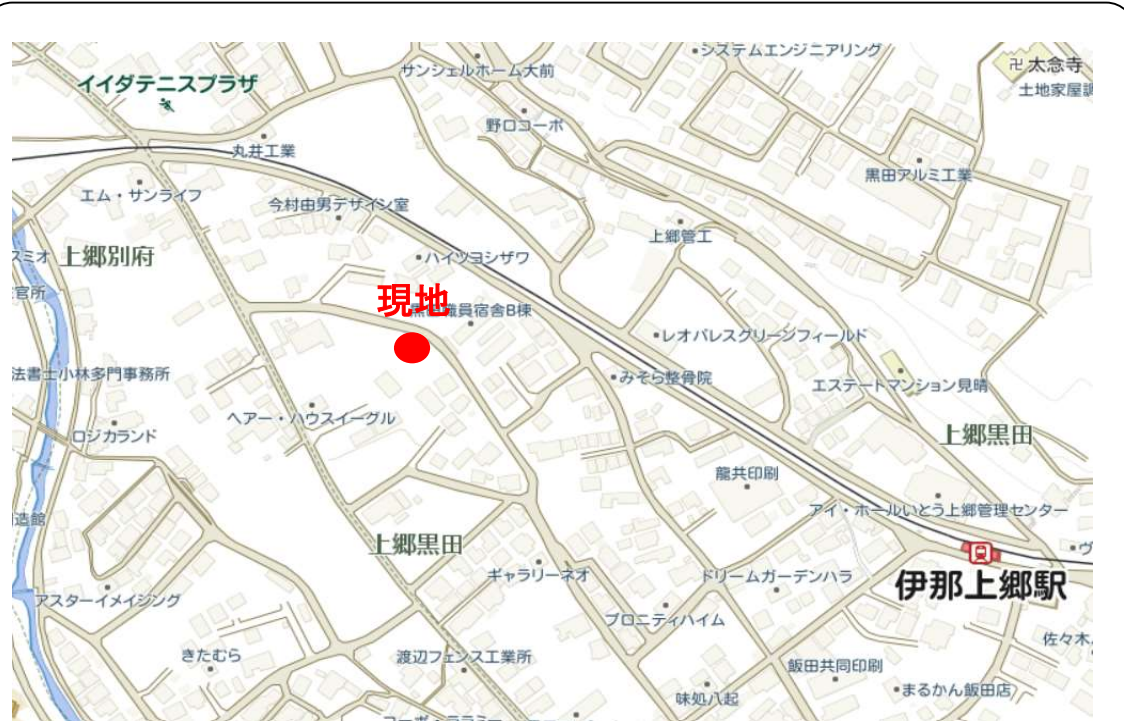 システムエンジニアリング
太念寺
サンシェルホーム大前
イイダテニスプラザ
土地家屋調
野口コーポ
丸井工業
黒田アルミ工業
エム・サンライフ
今村由男デザイン室
上郷管工
スミオ
上郷別府
ハイツヨシザワ
官所
現地
職員宿舎B棟
レオパレスグリーンフィールド
法書士小林多門事務所
みそら整骨院
エステートマンション見晴
ヘアー・ハウスイーグル
ロジカランド
上郷黒田
龍共印刷
造館
アイ・ホールいとう上郷管理センター
上郷黒田
ヴ
ギャラリーネオ
ドリームガーデンハラ
伊那上郷駅
アスターイメイジング
プロニティハイム
佐々木
きたむら
渡辺フェンス工業所
飯田共同印刷
味処八起
まるかん飯田店